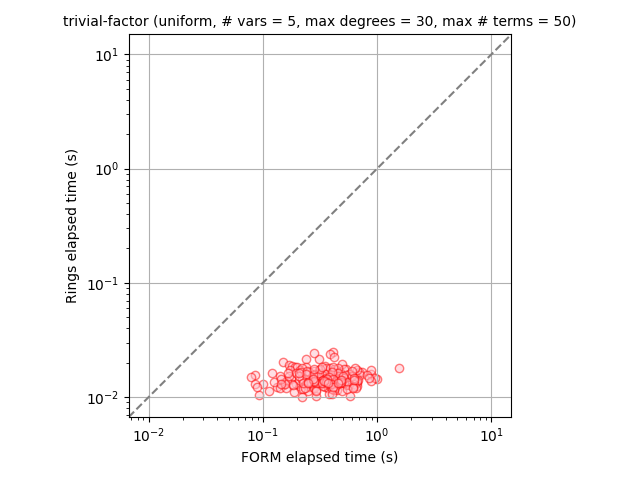 trivial-factor (uniform, # vars = 5, max degrees = 30, max # terms = 50)
Rings elapsed time (s)
10¹
10⁰
10⁻¹
10⁻²
10⁻² 10⁻¹ 10⁰ 10¹
FORM elapsed time (s)